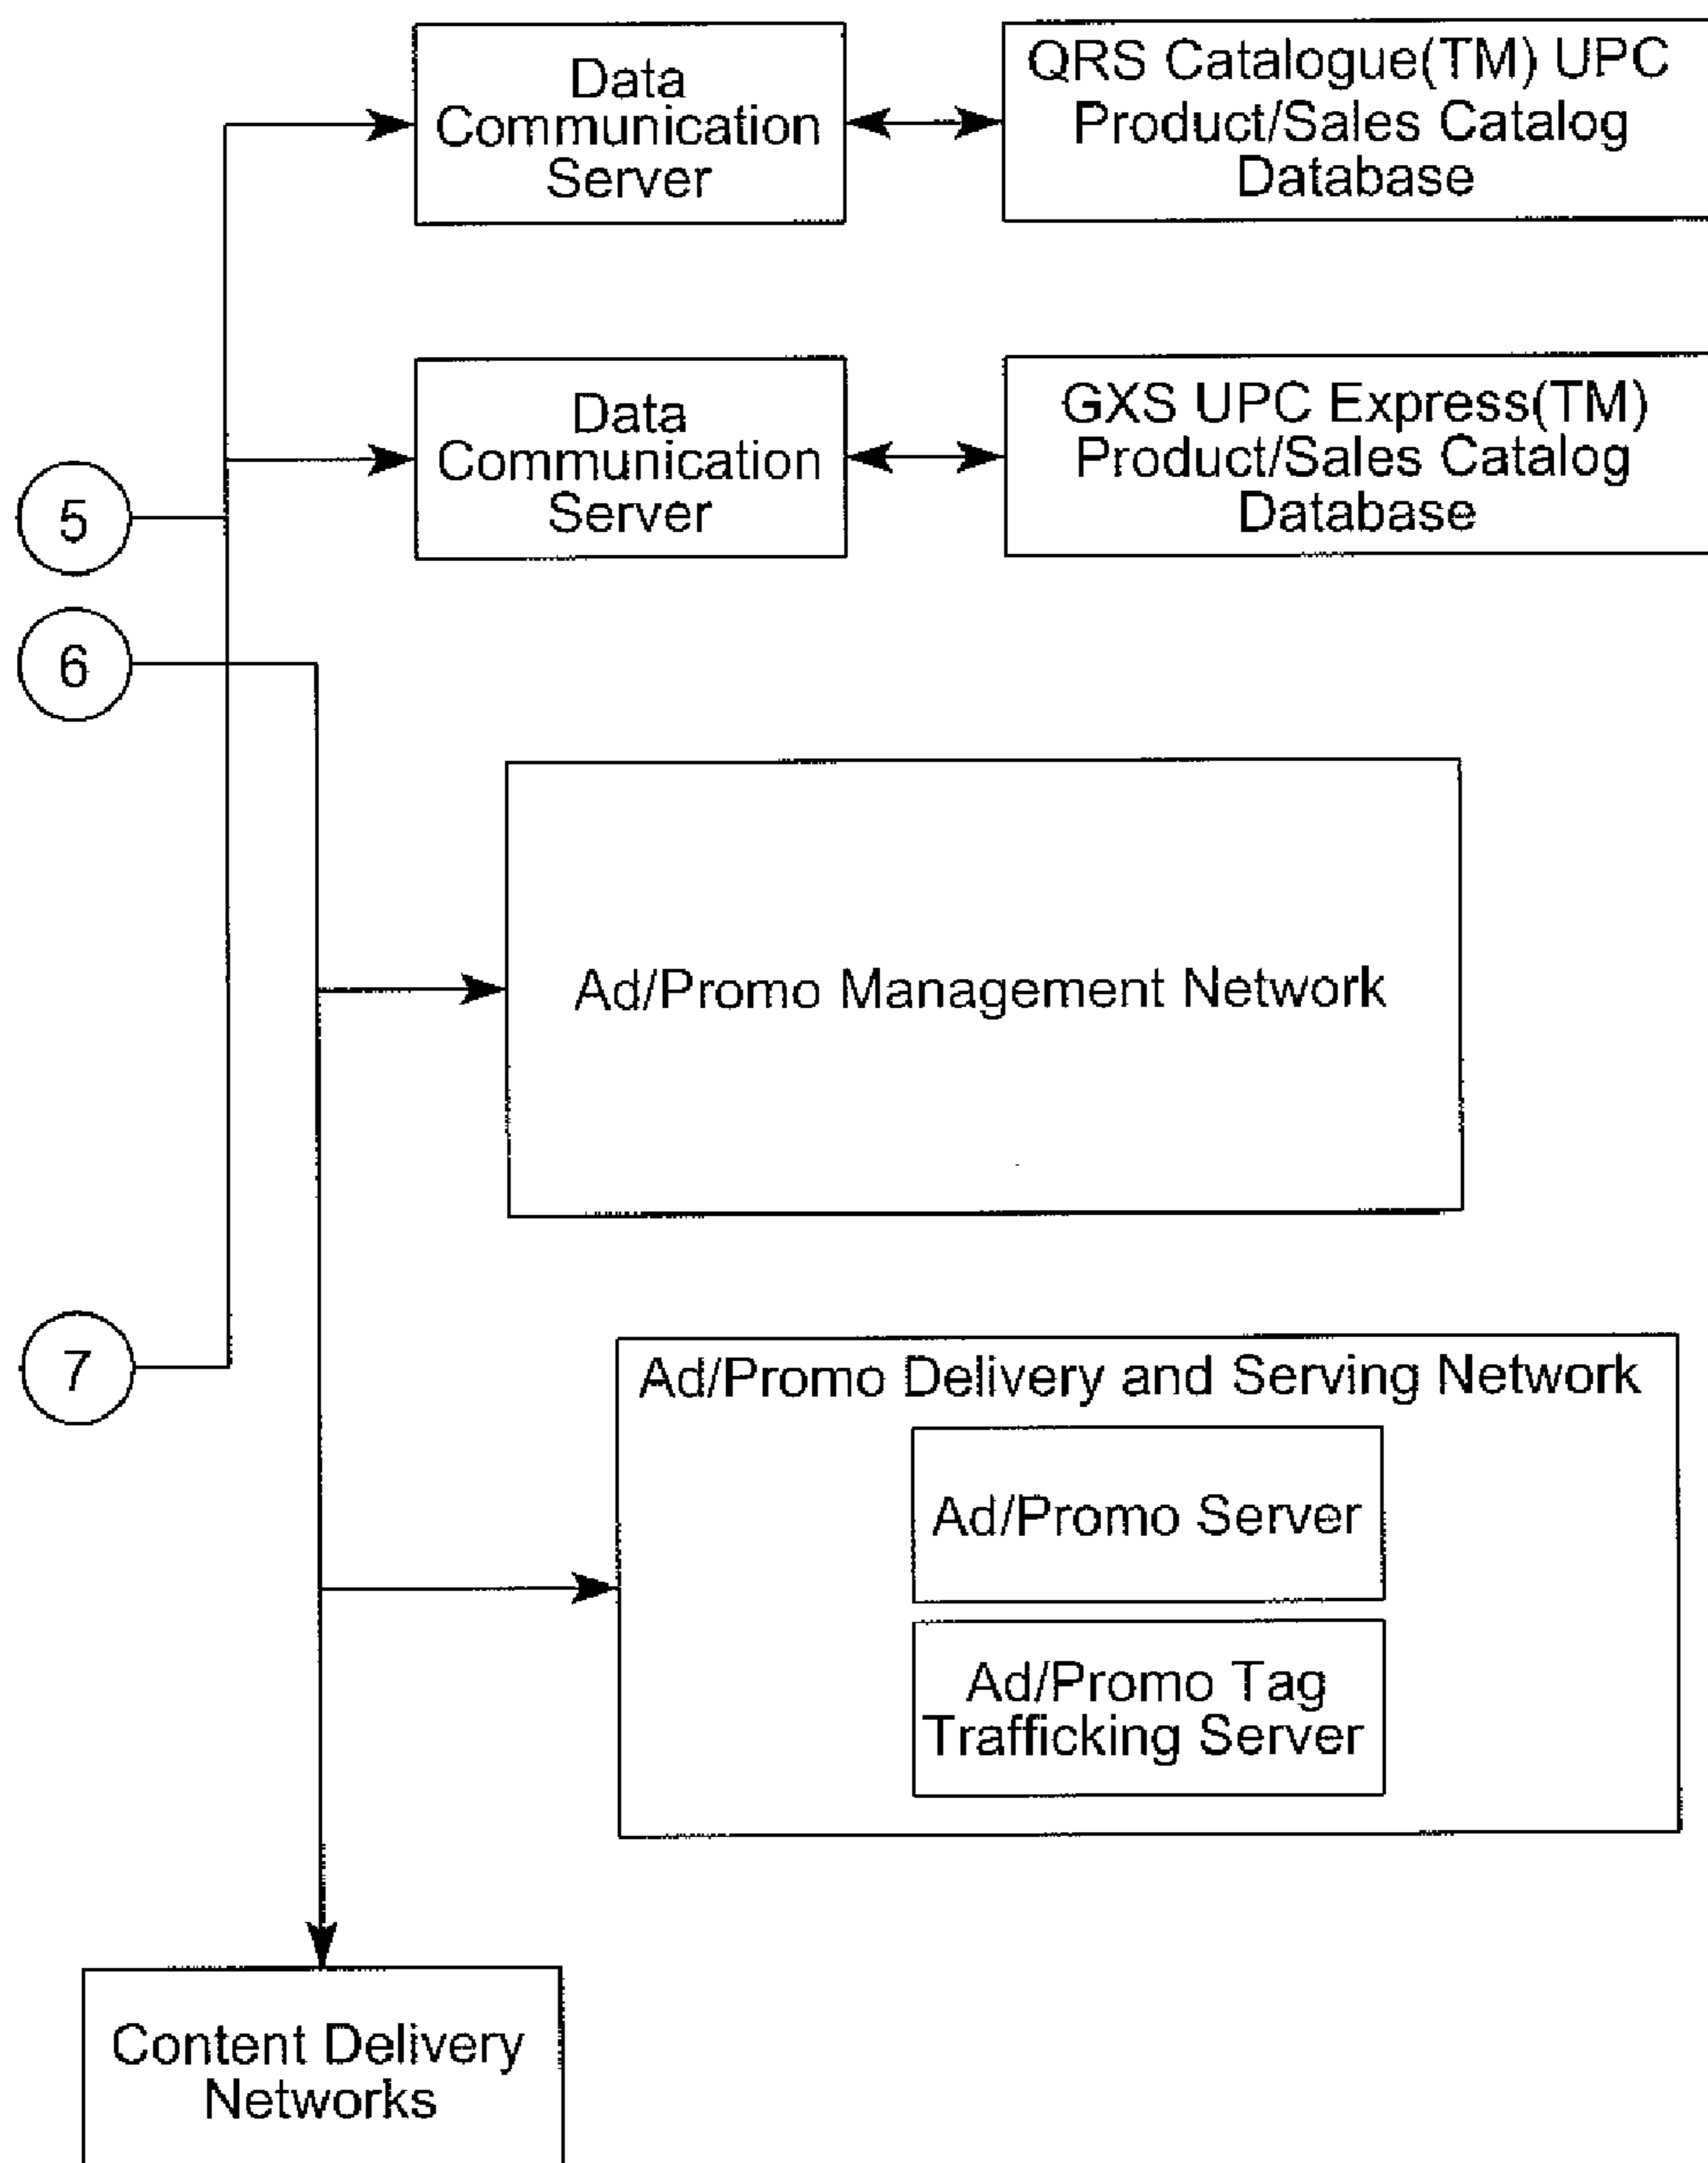 Data
Communication
Server
QRS Catalogue(TM) UPC
Product/Sales Catalog
Database
Data
Communication
Server
GXS UPC Express(TM)
Product/Sales Catalog
Database
5
6
Ad/Promo Management Network
7
Ad/Promo Delivery and Serving Network
Ad/Promo Server
Ad/Promo Tag
Trafficking Server
Content Delivery
Networks